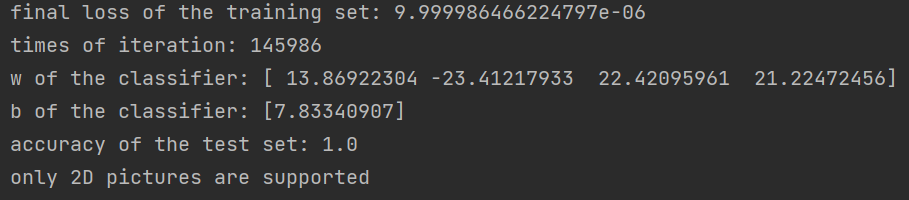 final loss of the training set: 9.999986466224797e-06
times of iteration: 145986
w of the classifier: [ 13.86922304 -23.41217933  22.42095961  21.22472456]
b of the classifier: [7.83340907]
accuracy of the test set: 1.0
only 2D pictures are supported